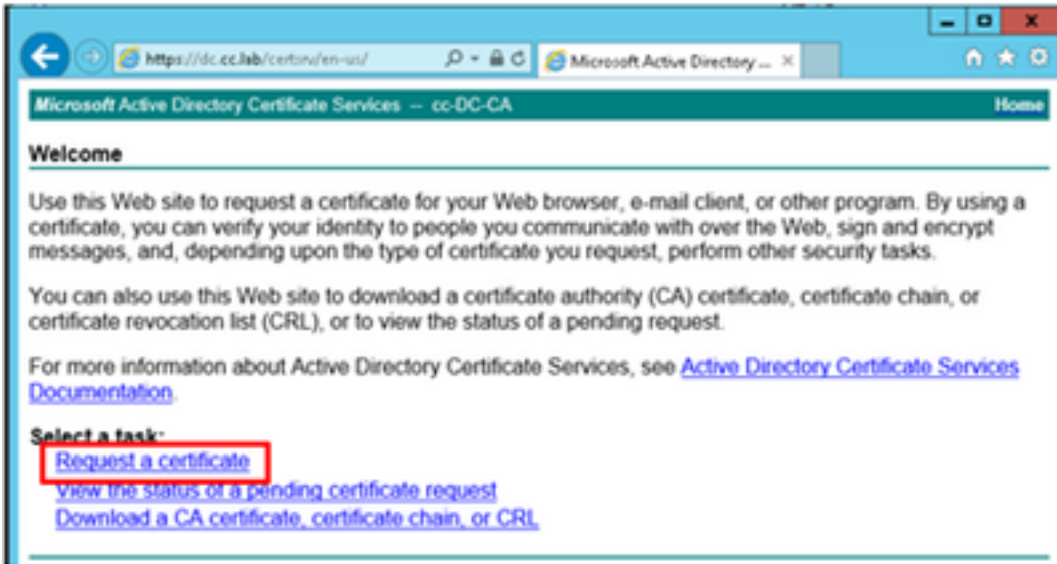 https://dc.cc.lab/certsrv/en-us/
Microsoft Active Directory ...
Microsoft Active Directory Certificate Services -- cc-DC-CA
Home
Welcome
Use this Web site to request a certificate for your Web browser, e-mail client, or other program. By using a
certificate, you can verify your identity to people you communicate with over the Web, sign and encrypt
messages, and, depending upon the type of certificate you request, perform other security tasks.
You can also use this Web site to download a certificate authority (CA) certificate, certificate chain, or
certificate revocation list (CRL), or to view the status of a pending request.
For more information about Active Directory Certificate Services, see Active Directory Certificate Services
Documentation.
Select a task:
Request a certificate
View the status of a pending certificate request
Download a CA certificate, certificate chain, or CRL